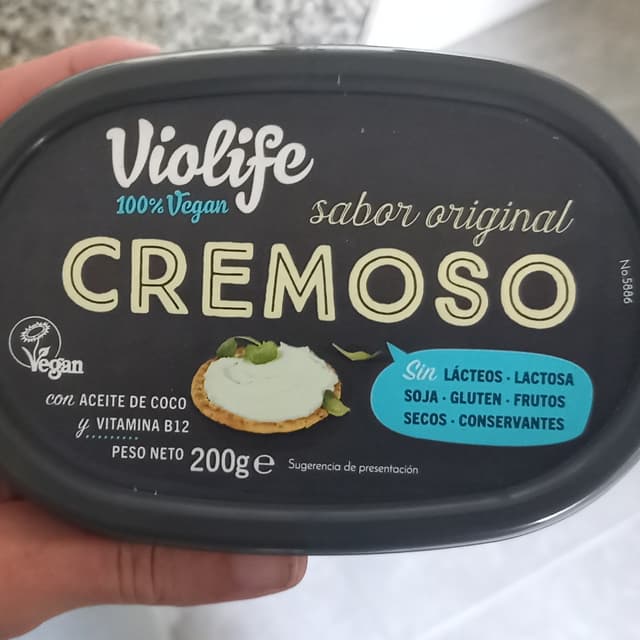 Violife
100% Vegan
sabor original
CREMOSO
No.5886
Vegan
con ACEITE DE COCO
y VITAMINA B12
PESO NETO 200g e
Sugerencia de presentación
Sin LÁCTEOS · LACTOSA
SOJA · GLUTEN · FRUTOS
SECOS · CONSERVANTES